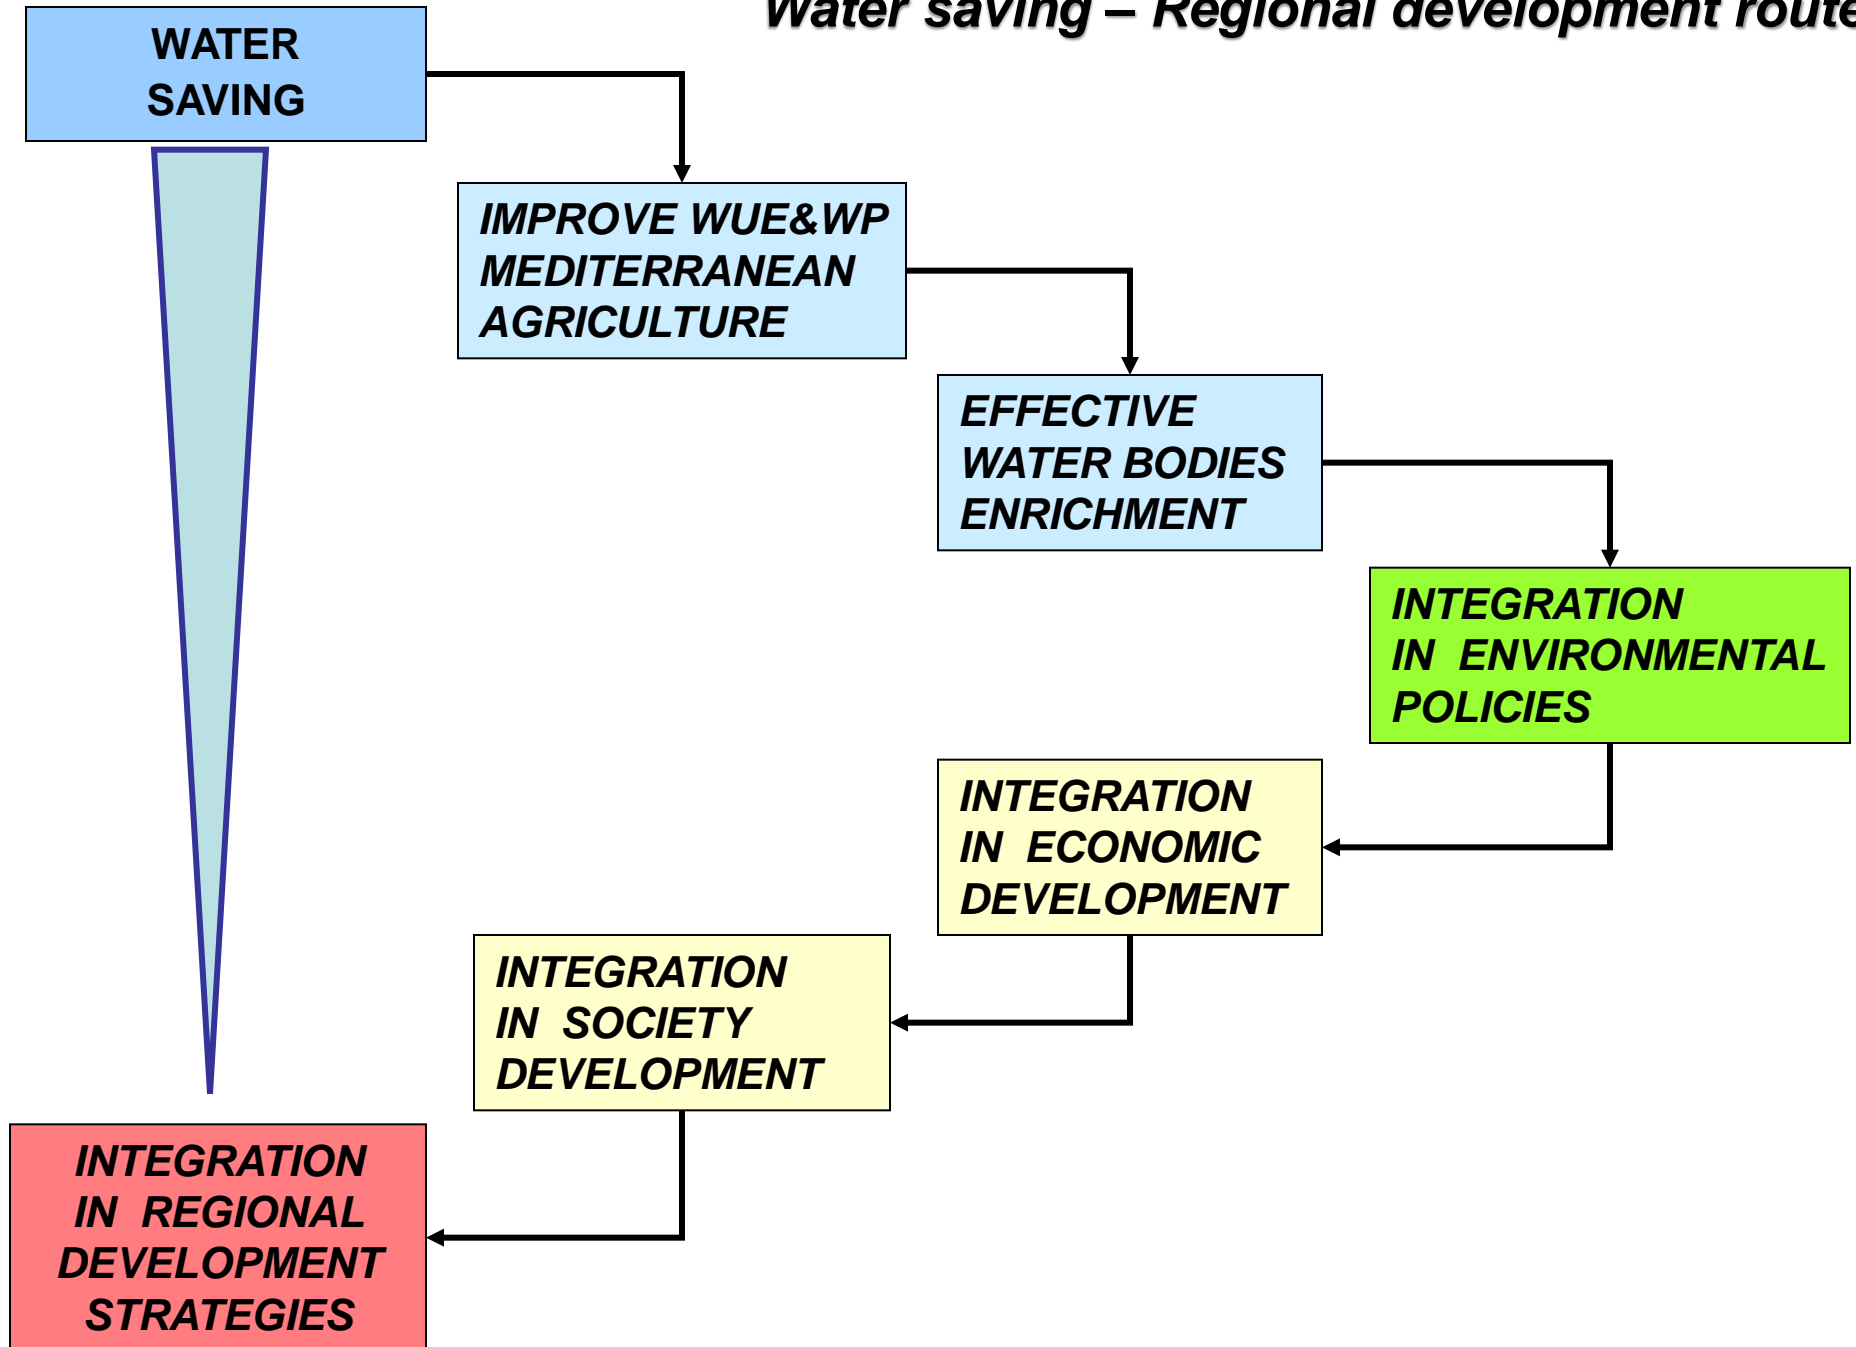 Water saving – Regional development route
WATER
SAVING
IMPROVE WUE&WP
MEDITERRANEAN
AGRICULTURE
EFFECTIVE
WATER BODIES
ENRICHMENT
INTEGRATION
IN ENVIRONMENTAL
POLICIES
INTEGRATION
IN ECONOMIC
DEVELOPMENT
INTEGRATION
IN SOCIETY
DEVELOPMENT
INTEGRATION
IN REGIONAL
DEVELOPMENT
STRATEGIES